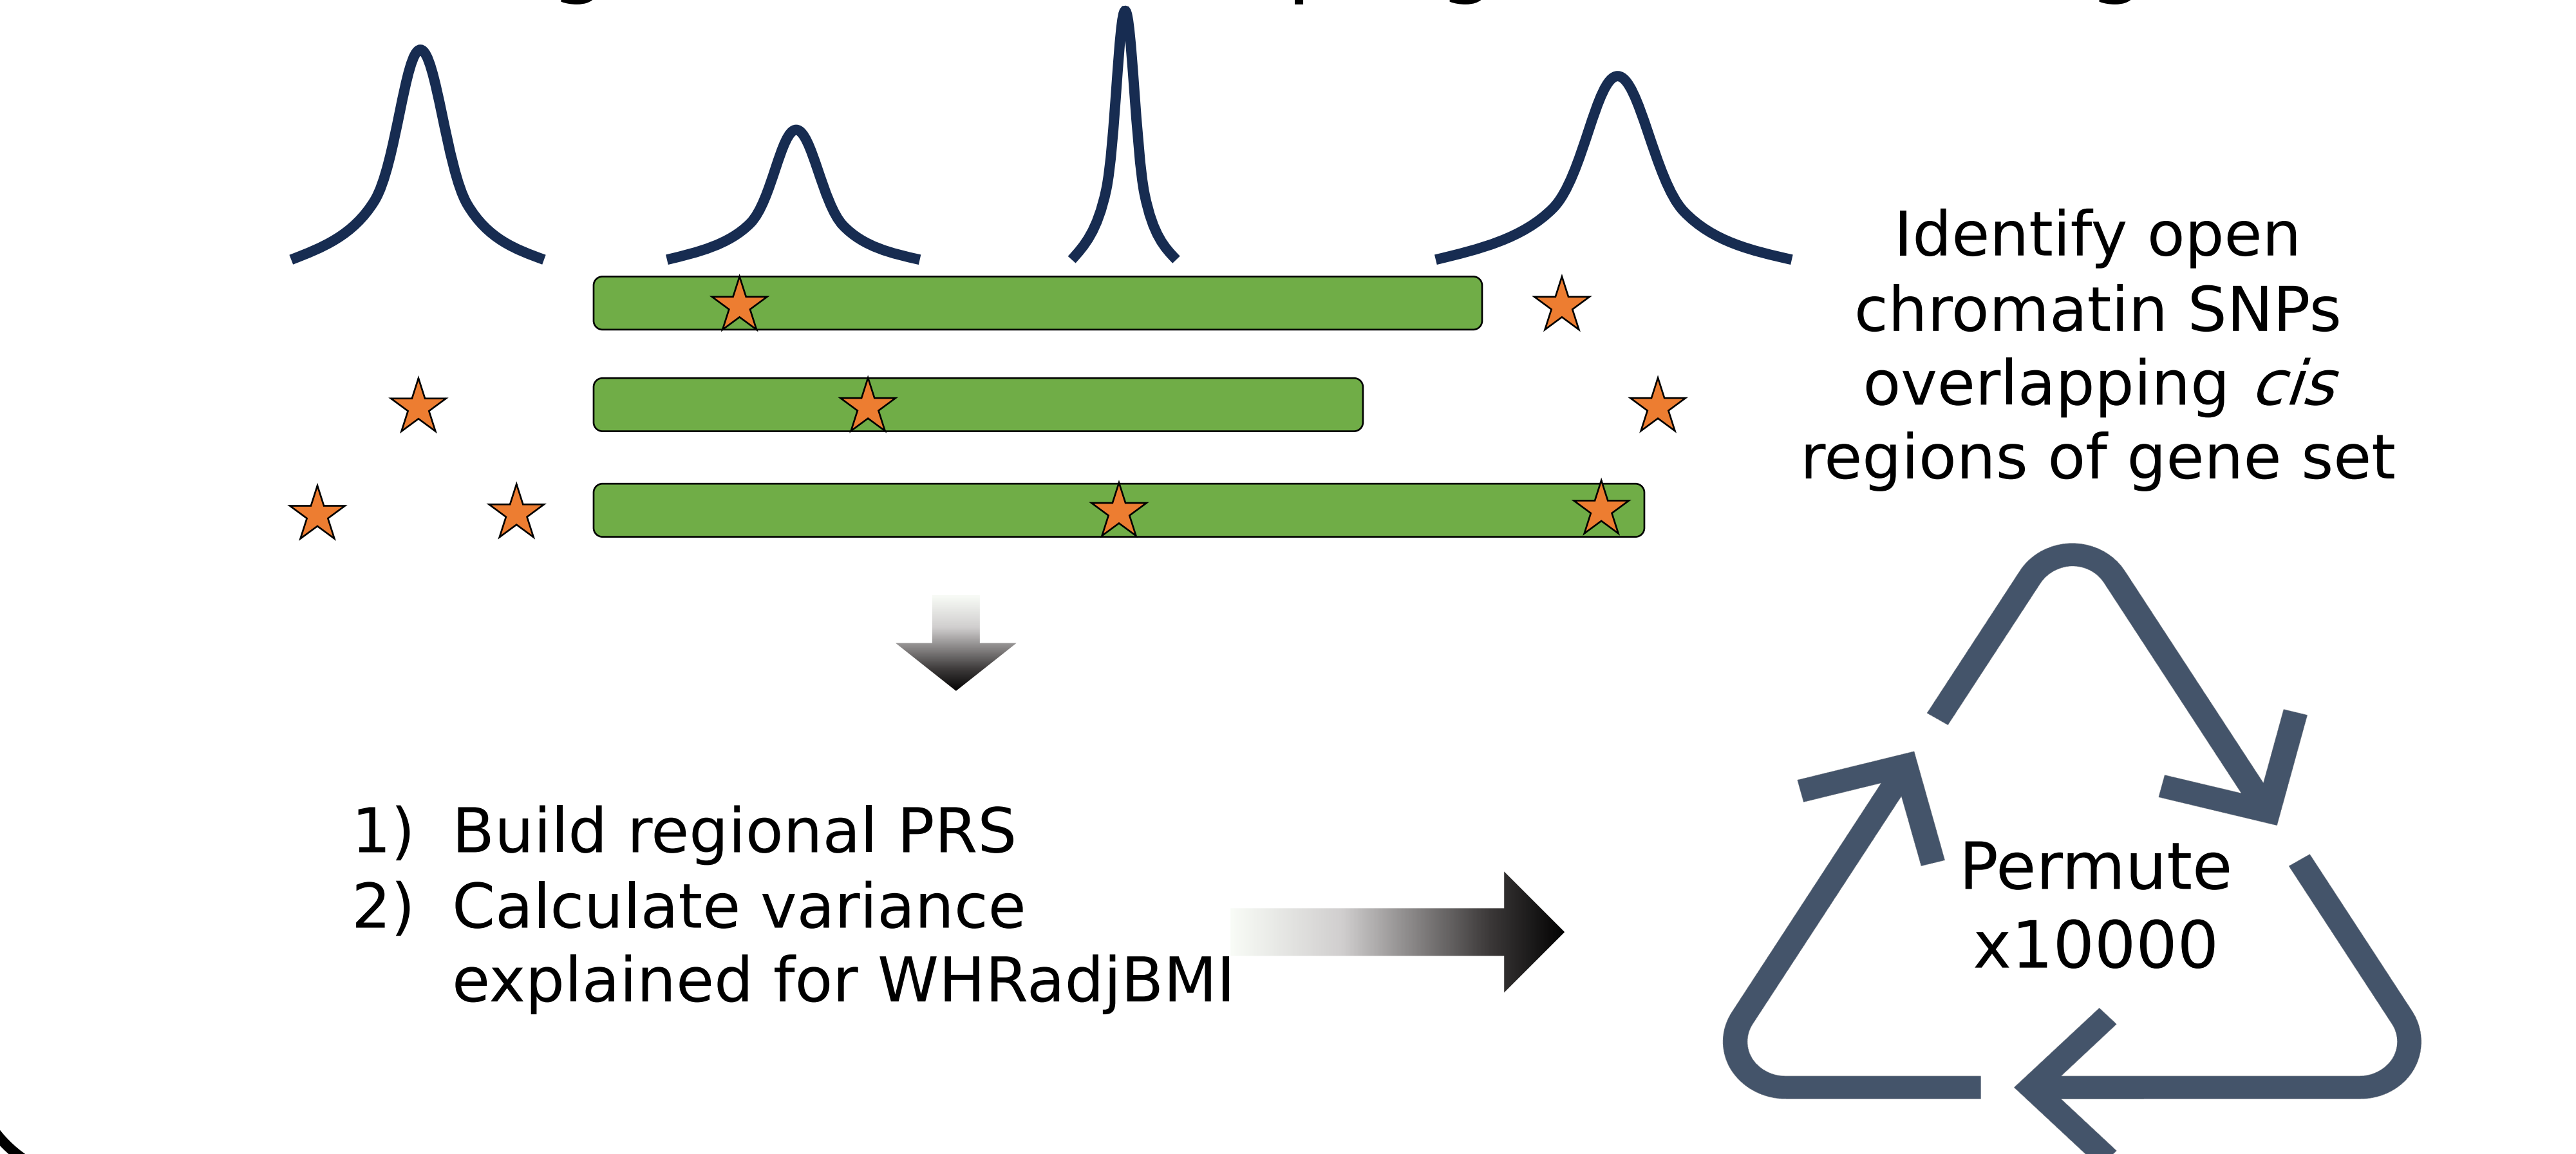 Identify open
chromatin SNPs
overlapping cis
regions of gene set
1) Build regional PRS
2) Calculate variance
explained for WHRadjBMI
Permute
x10000